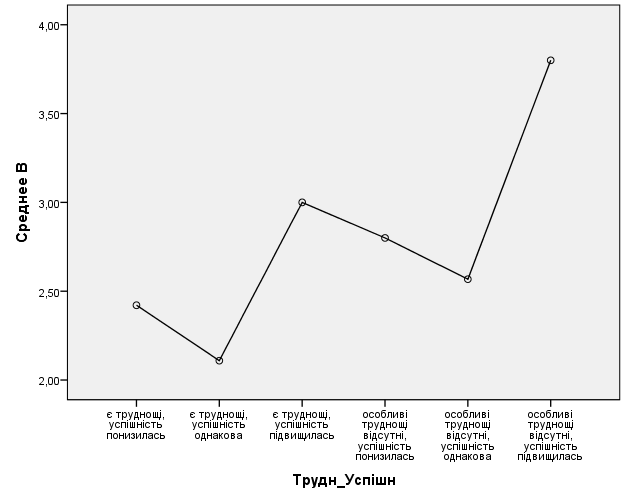 4,00
3,50
3,00
2,50
2,00
Среднее В
є труднощі,
успішність
понизилась
є труднощі,
успішність
однакова
є труднощі,
успішність
підвищилась
особливі
труднощі
відсутні,
успішність
понизилась
особливі
труднощі
відсутні,
успішність
однакова
особливі
труднощі
відсутні,
успішність
підвищилась
Трудн_Успішн